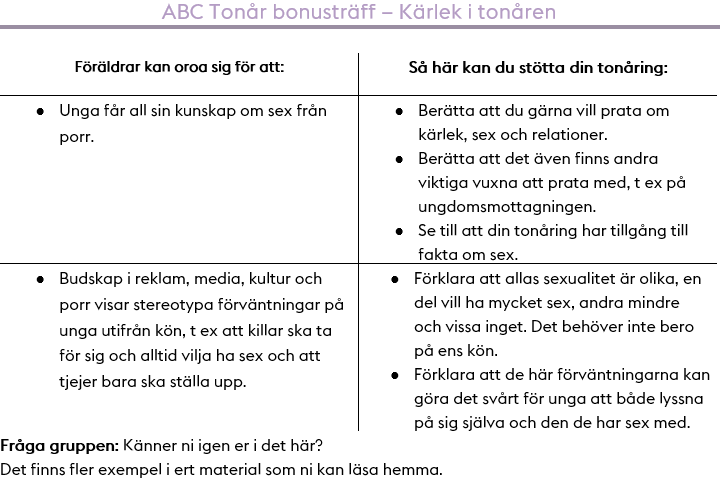 ABC Tonår bonusträff – Kärlek i tonåren
Föräldrar kan oroa sig för att:
Så här kan du stötta din tonåring:
● Unga får all sin kunskap om sex från
porr.
● Berätta att du gärna vill prata om
kärlek, sex och relationer.
● Berätta att det även finns andra
viktiga vuxna att prata med, t ex på
ungdomsmottagningen.
● Se till att din tonåring har tillgång till
fakta om sex.
● Budskap i reklam, media, kultur och
porr visar stereotypa förväntningar på
unga utifrån kön, t ex att killar ska ta
för sig och alltid vilja ha sex och att
tjejer bara ska ställa upp.
● Förklara att allas sexualitet är olika, en
del vill ha mycket sex, andra mindre
och vissa inget. Det behöver inte bero
på ens kön.
● Förklara att de här förväntningarna kan
göra det svårt för unga att både lyssna
på sig själva och den de har sex med.
Fråga gruppen: Känner ni igen er i det här?
Det finns fler exempel i ert material som ni kan läsa hemma.